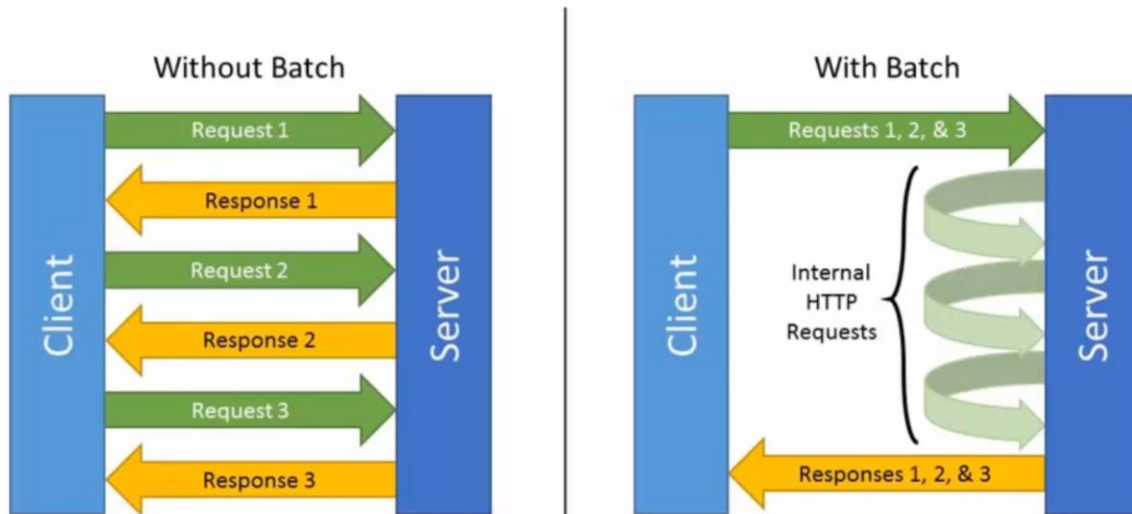 Without Batch
Client
Request 1
Response 1
Request 2
Response 2
Request 3
Response 3
Server
With Batch
Client
Requests 1, 2, & 3
Internal
HTTP
Requests
Responses 1, 2, & 3
Server